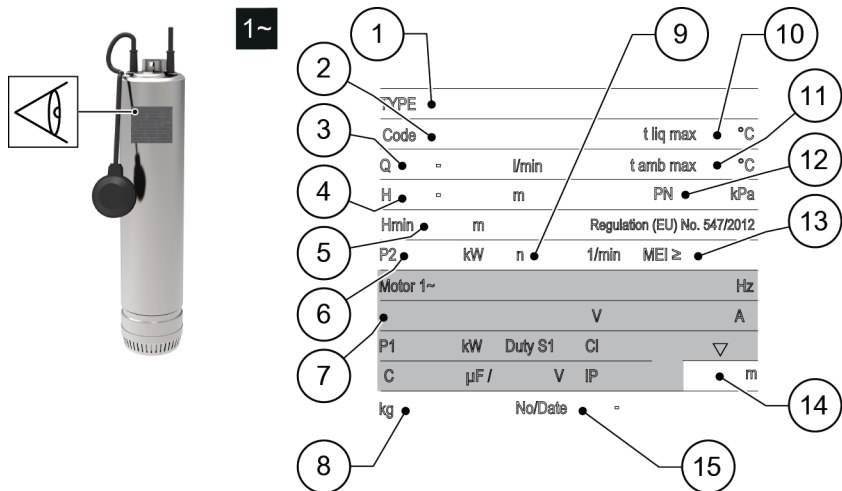 1~
1
9
10
2
TYPE
11
Code t liq max °C
3
Q - l/min t amb max °C
12
4
H - m PN kPa
Hmin m Regulation (EU) No. 547/2012
5
13
P2 kW n 1/min MEI ≥
6
Motor 1~ Hz
V A
7
P1 kW Duty S1 Cl ▽
C µF / V IP m
14
kg No/Date -
8
15